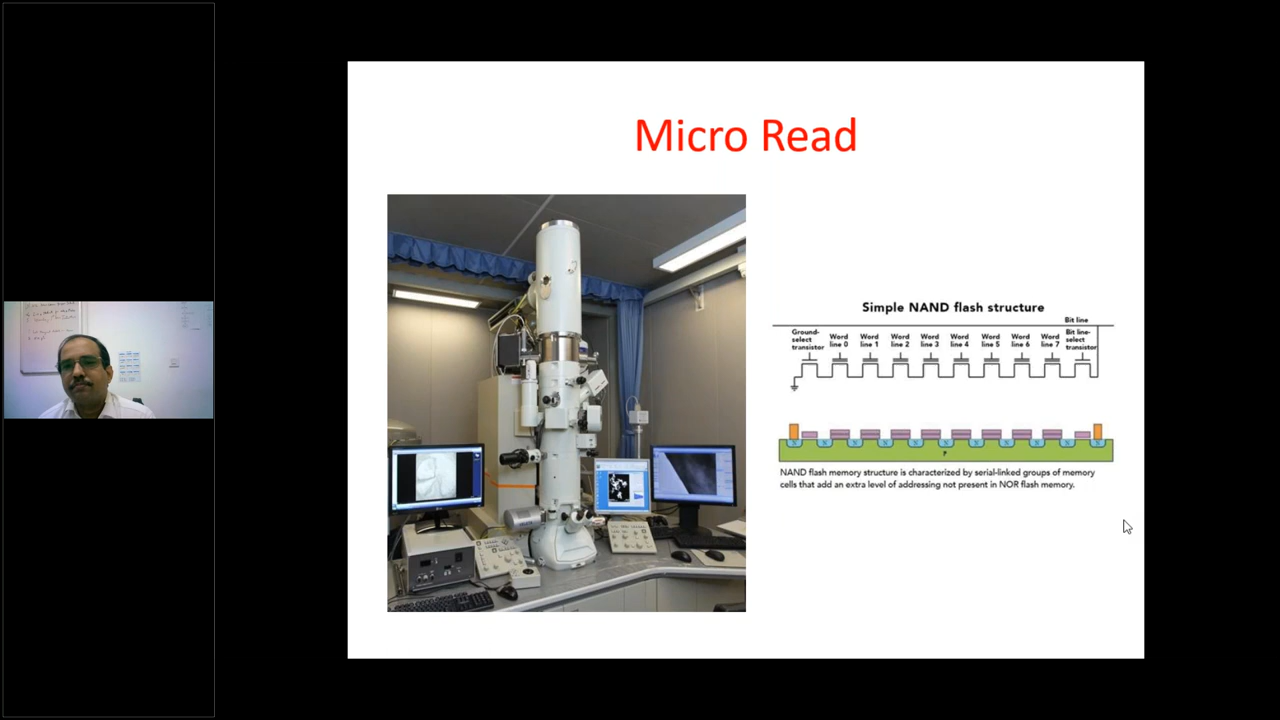 Micro Read
Simple NAND flash structure
Bit line
Ground-
select
transistor
Word
line 0
Word
line 1
Word
line 2
Word
line 3
Word
line 4
Word
line 5
Word
line 6
Word
line 7
Bit line-
select
transistor
N N N N N N N N N N N
P
NAND flash memory structure is characterized by serial-linked groups of memory
cells that add an extra level of addressing not present in NOR flash memory.